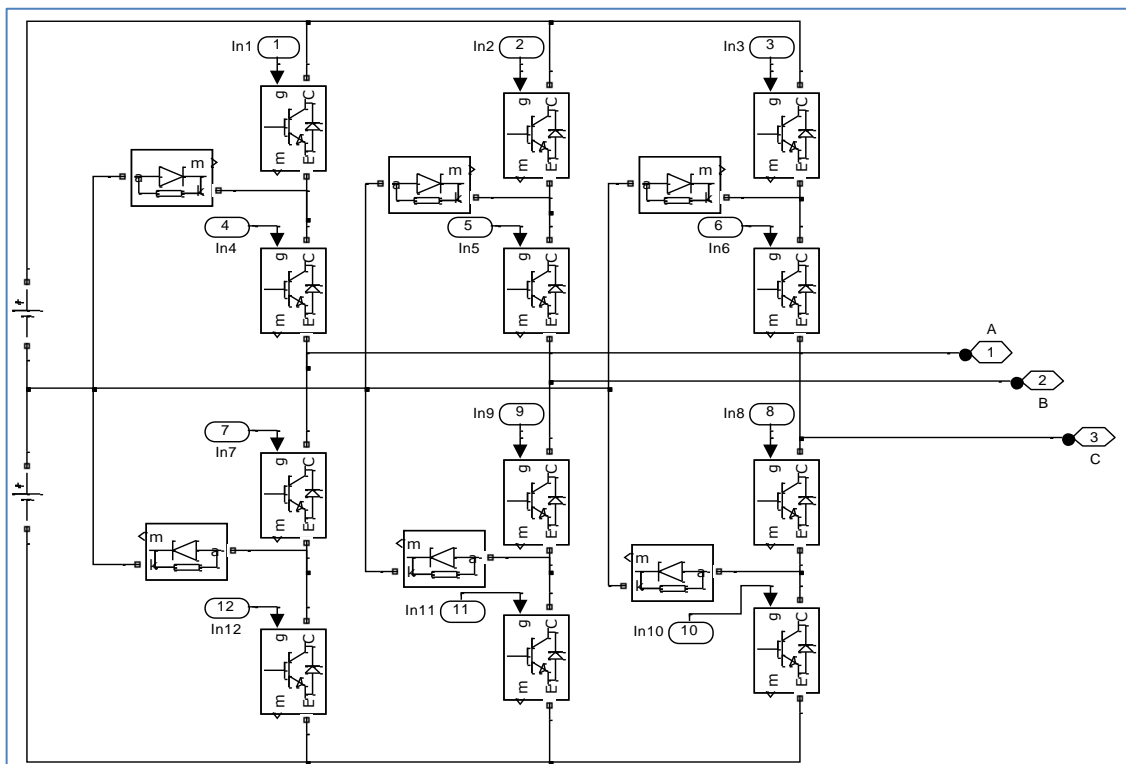 In1 1
In2 2
In3 3
g C
m E
g C
m E
g C
m E
a m k
a m k
a m k
4
In4
5
In5
6
In6
g C
m E
g C
m E
g C
m E
+
A
1
2
B
3
C
7
In7
In9 9
In8 8
g C
m E
g C
m E
g C
m E
+
m k a
m k a
m k a
12
In12
In11 11
In10 10
g C
m E
g C
m E
g C
m E